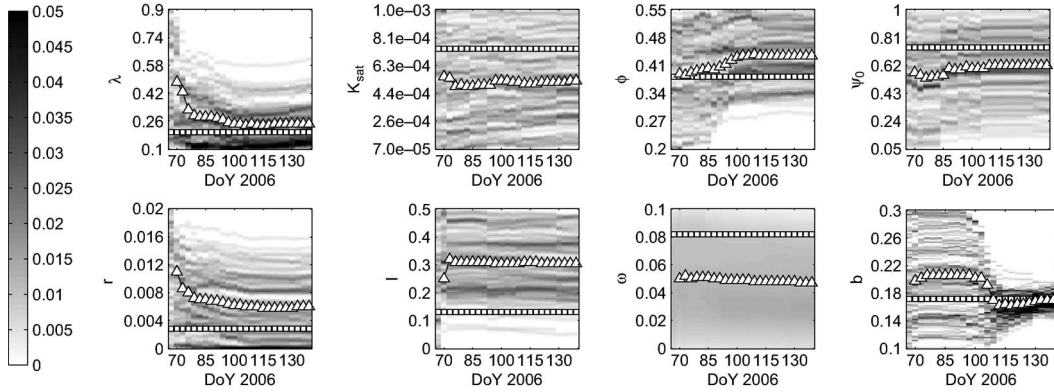 0.05
0.045
0.04
0.035
0.03
0.025
0.02
0.015
0.01
0.005
0
λ
0.9
0.74
0.58
0.42
0.26
0.1
70 85 100 115 130
DoY 2006
K_sat
1.0e−03
8.1e−04
6.3e−04
4.4e−04
2.6e−04
7.0e−05
70 85 100 115 130
DoY 2006
ϕ
0.55
0.48
0.41
0.34
0.27
0.2
70 85 100 115 130
DoY 2006
ψ₀
1
0.81
0.62
0.43
0.24
0.05
70 85 100 115 130
DoY 2006
r
0.02
0.016
0.012
0.008
0.004
0
70 85 100 115 130
DoY 2006
l
0.5
0.4
0.3
0.2
0.1
0
70 85 100 115 130
DoY 2006
ω
0.1
0.08
0.06
0.04
0.02
0
70 85 100 115 130
DoY 2006
b
0.3
0.26
0.22
0.18
0.14
0.1
70 85 100 115 130
DoY 2006